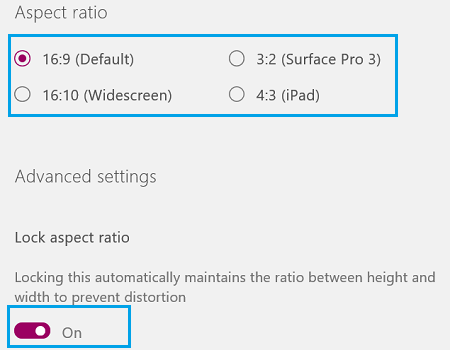 Aspect ratio
16:9 (Default) 3:2 (Surface Pro 3)
16:10 (Widescreen) 4:3 (iPad)
Advanced settings
Lock aspect ratio
Locking this automatically maintains the ratio between height and
width to prevent distortion
On